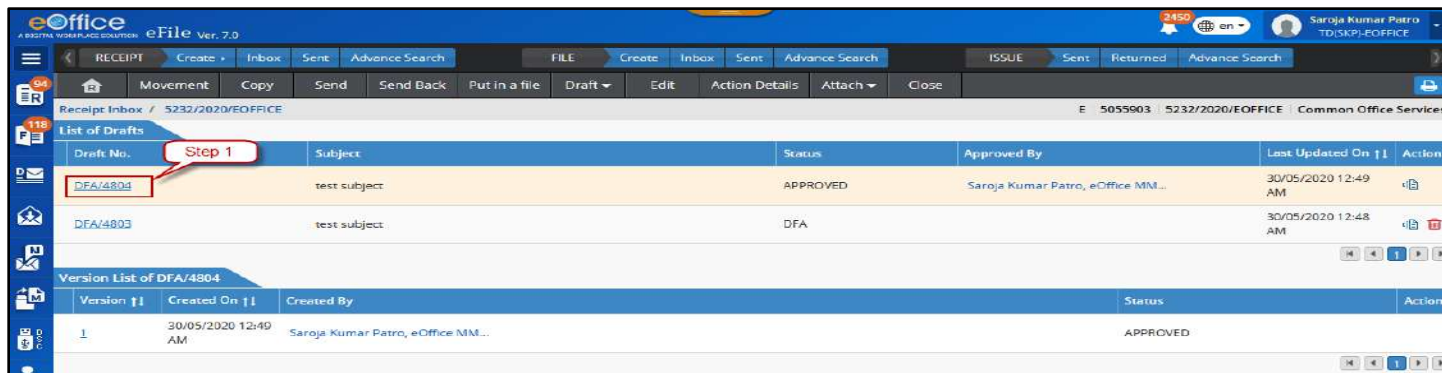 eOffice
A DIGITAL WORKPLACE SOLUTION eFile Ver. 7.0
2450 en Saroja Kumar Patro
TD(SKP)-EOFFICE
RECEIPT Create Inbox Sent Advance Search FILE Create Inbox Sent Advance Search ISSUE Sent Returned Advance Search
94 R Movement Copy Send Send Back Put in a file Draft Edit Action Details Attach Close
Receipt Inbox / 5232/2020/EOFFICE E 5055903 5232/2020/EOFFICE Common Office Services
118 List of Drafts
Draft No. Step 1 Subject Status Approved By Last Updated On Action
DFA/4804 test subject APPROVED Saroja Kumar Patro, eOffice MM... 30/05/2020 12:49 AM
DFA/4803 test subject DFA 30/05/2020 12:48 AM
1
Version List of DFA/4804
Version Created On Created By Status Action
1 30/05/2020 12:49 AM Saroja Kumar Patro, eOffice MM... APPROVED
DSC
1